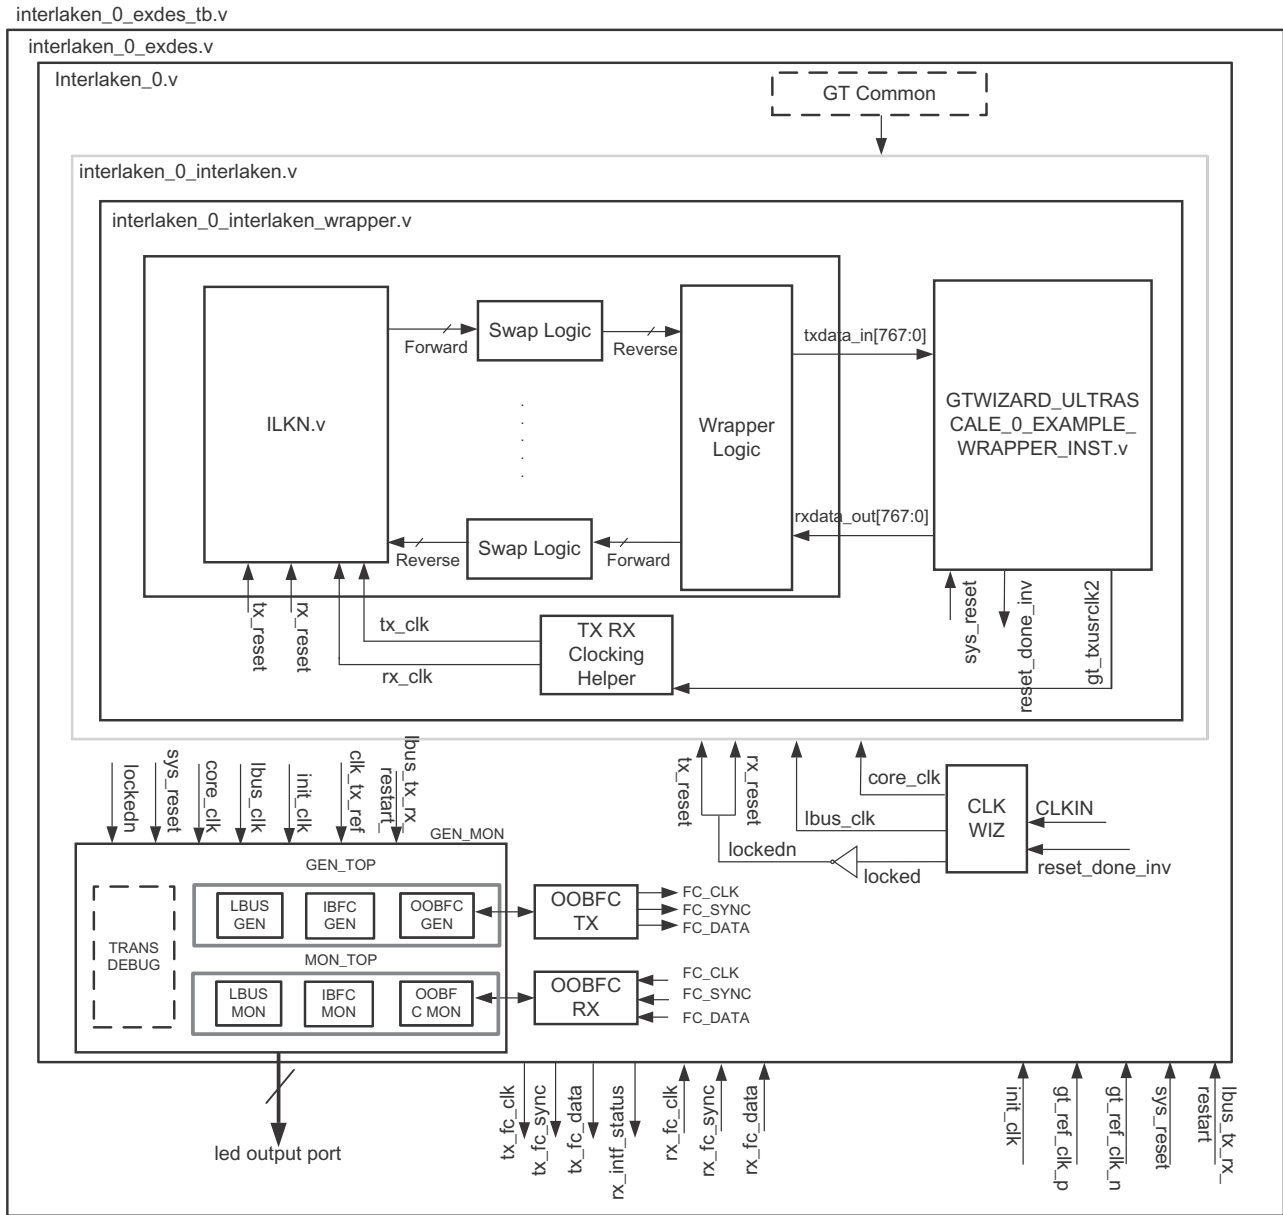 interlaken_0_exdes_tb.v
interlaken_0_exdes.v
Interlaken_0.v
GT Common
interlaken_0_interlaken.v
interlaken_0_interlaken_wrapper.v
ILKN.v
Forward
Swap Logic
Reverse
.
.
.
.
.
Reverse
Swap Logic
Forward
Wrapper
Logic
txdata_in[767:0]
rxdata_out[767:0]
GTWIZARD_ULTRAS
CALE_0_EXAMPLE_
WRAPPER_INST.v
tx_reset
rx_reset
tx_clk
rx_clk
TX RX
Clocking
Helper
sys_reset
reset_done_inv
gt_txusrclk2
lockedn
sys_reset
core_clk
lbus_clk
init_clk
clk_tx_ref
lbus_tx_rx_
restart
GEN_MON
tx_reset
rx_reset
core_clk
lbus_clk
lockedn
locked
CLK
WIZ
CLKIN
reset_done_inv
GEN_TOP
LBUS
GEN
IBFC
GEN
OOBFC
GEN
TRANS
DEBUG
MON_TOP
LBUS
MON
IBFC
MON
OOBF
C MON
OOBFC
TX
FC_CLK
FC_SYNC
FC_DATA
OOBFC
RX
FC_CLK
FC_SYNC
FC_DATA
led output port
tx_fc_clk
tx_fc_sync
tx_fc_data
rx_intf_status
rx_fc_clk
rx_fc_sync
rx_fc_data
init_clk
gt_ref_clk_p
gt_ref_clk_n
sys_reset
lbus_tx_rx_
restart